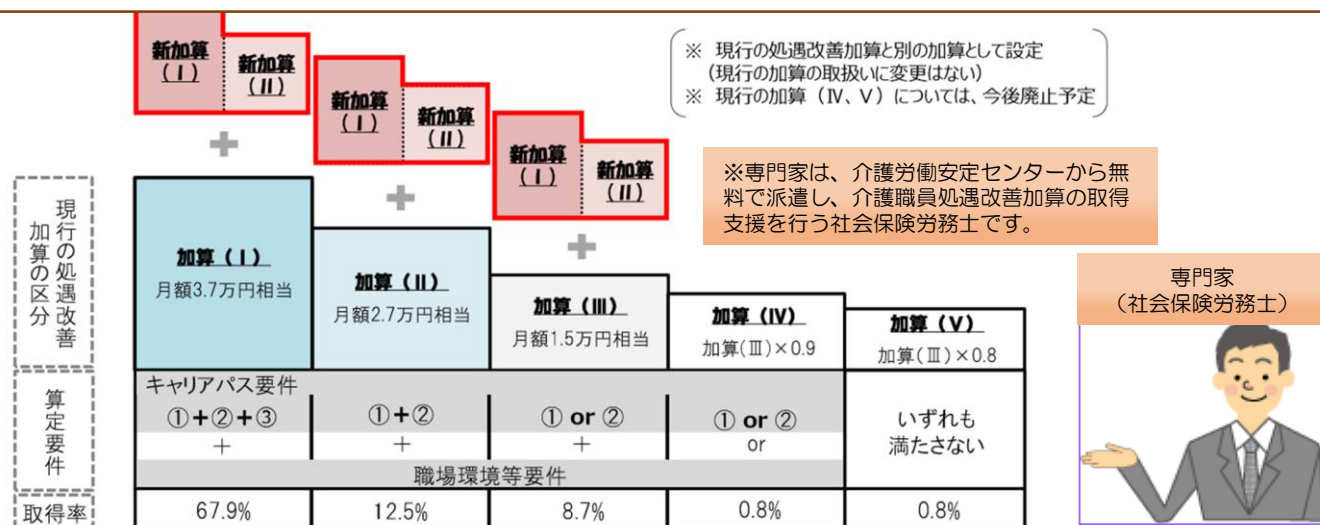 新加算
(Ⅰ)
新加算
(Ⅱ)
新加算
(Ⅰ)
新加算
(Ⅱ)
新加算
(Ⅰ)
新加算
(Ⅱ)
※ 現行の処遇改善加算と別の加算として設定
(現行の加算の取扱いに変更はない)
※ 現行の加算(Ⅳ、Ⅴ)については、今後廃止予定
※専門家は、介護労働安定センターから無
料で派遣し、介護職員処遇改善加算の取得
支援を行う社会保険労務士です。
現行の処遇改善
加算の区分
加算(Ⅰ)
月額3.7万円相当
加算(Ⅱ)
月額2.7万円相当
加算(Ⅲ)
月額1.5万円相当
加算(Ⅳ)
加算(Ⅲ)×0.9
加算(Ⅴ)
加算(Ⅲ)×0.8
専門家
(社会保険労務士)
算定要件
キャリアパス要件
①+②+③
+
①+②
+
① or ②
+
① or ②
or
いずれも
満たさない
職場環境等要件
取得率
67.9%
12.5%
8.7%
0.8%
0.8%